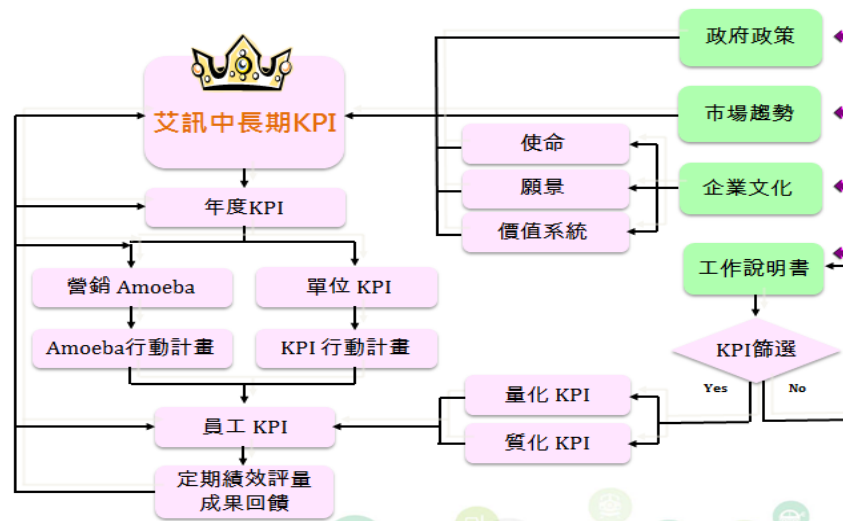 政府政策
艾訊中長期KPI
市場趨勢
使命
願景
企業文化
年度KPI
價值系統
工作說明書
營銷 Amoeba
單位 KPI
Amoeba行動計畫
KPI 行動計畫
KPI篩選
Yes
No
量化 KPI
員工 KPI
質化 KPI
定期績效評量
成果回饋